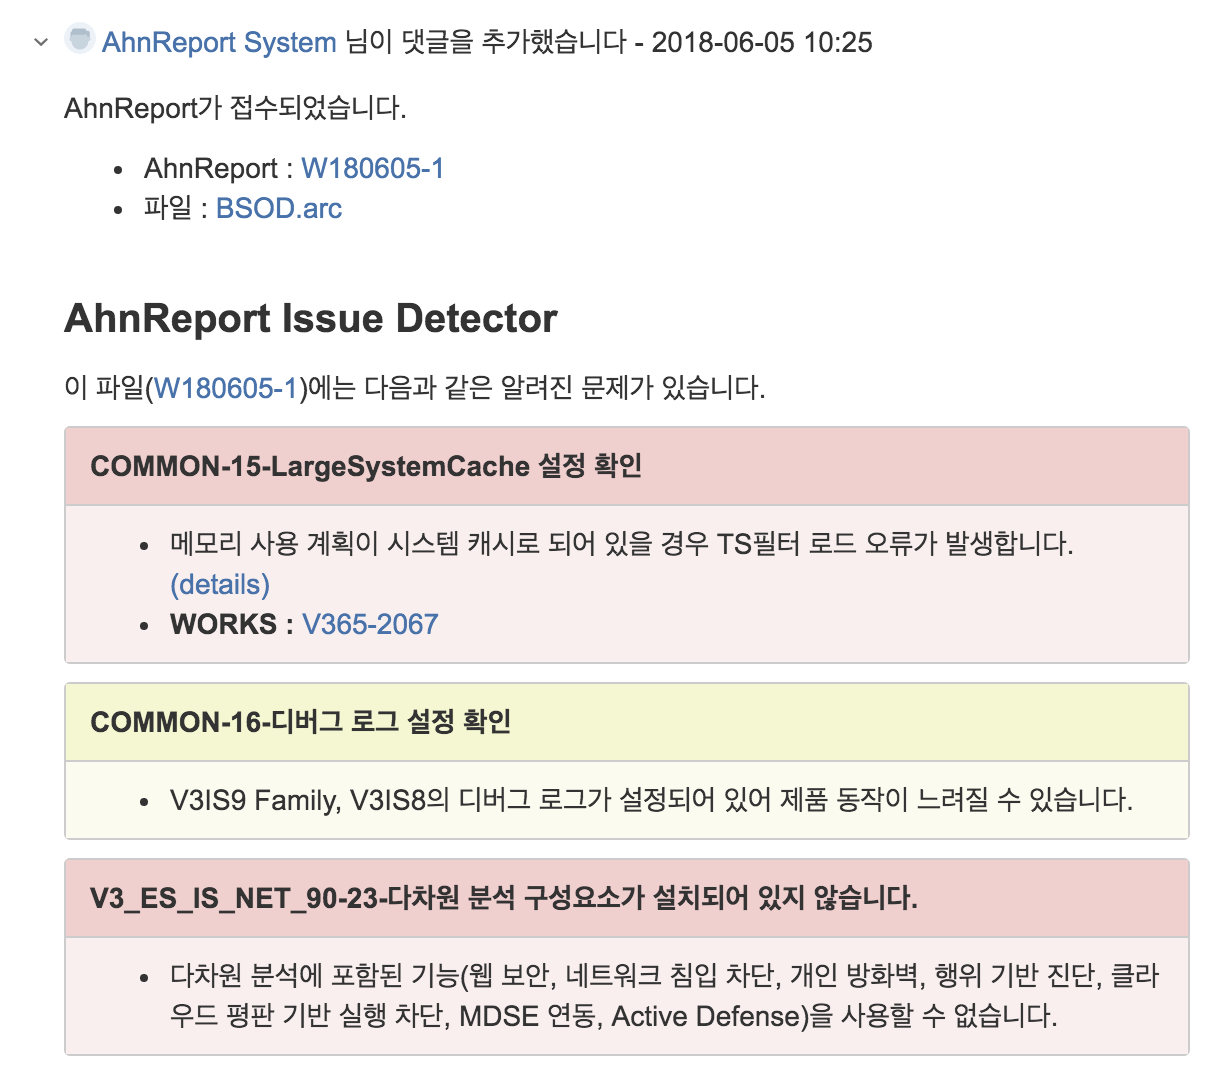 AhnReport System 님이 댓글을 추가했습니다 - 2018-06-05 10:25
AhnReport가 접수되었습니다.
• AhnReport : W180605-1
• 파일 : BSOD.arc
AhnReport Issue Detector
이 파일(W180605-1)에는 다음과 같은 알려진 문제가 있습니다.
COMMON-15-LargeSystemCache 설정 확인
• 메모리 사용 계획이 시스템 캐시로 되어 있을 경우 TS필터 로드 오류가 발생합니다.
(details)
• WORKS : V365-2067
COMMON-16-디버그 로그 설정 확인
• V3IS9 Family, V3IS8의 디버그 로그가 설정되어 있어 제품 동작이 느려질 수 있습니다.
V3_ES_IS_NET_90-23-다차원 분석 구성요소가 설치되어 있지 않습니다.
• 다차원 분석에 포함된 기능(웹 보안, 네트워크 침입 차단, 개인 방화벽, 행위 기반 진단, 클라
우드 평판 기반 실행 차단, MDSE 연동, Active Defense)을 사용할 수 없습니다.